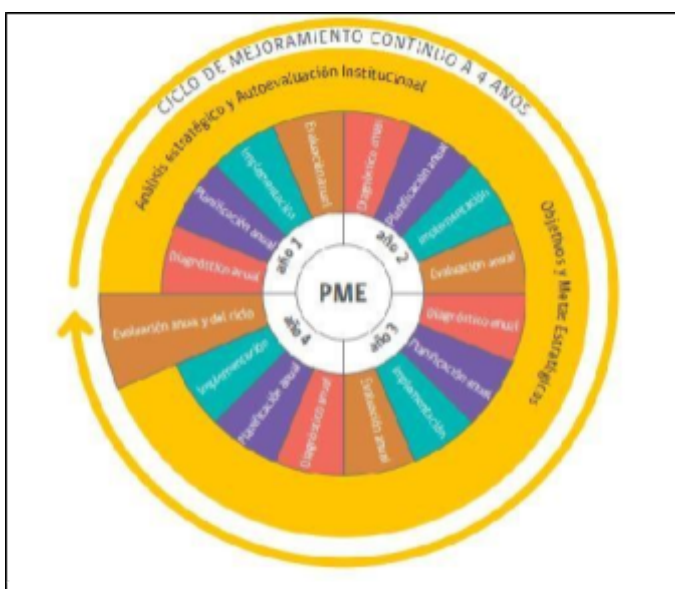 CICLO DE MEJORAMIENTO CONTINUO A 4 AÑOS
Análisis estratégico y Autoevaluación Institucional
Objetivos y Metas Estratégicas
PME
año 1
Diagnóstico anual
Planificación anual
Implementación
Evaluación anual
año 2
Diagnóstico anual
Planificación anual
Implementación
Evaluación anual
año 3
Diagnóstico anual
Planificación anual
Implementación
Evaluación anual
año 4
Diagnóstico anual
Planificación anual
Implementación
Evaluación anual y del ciclo